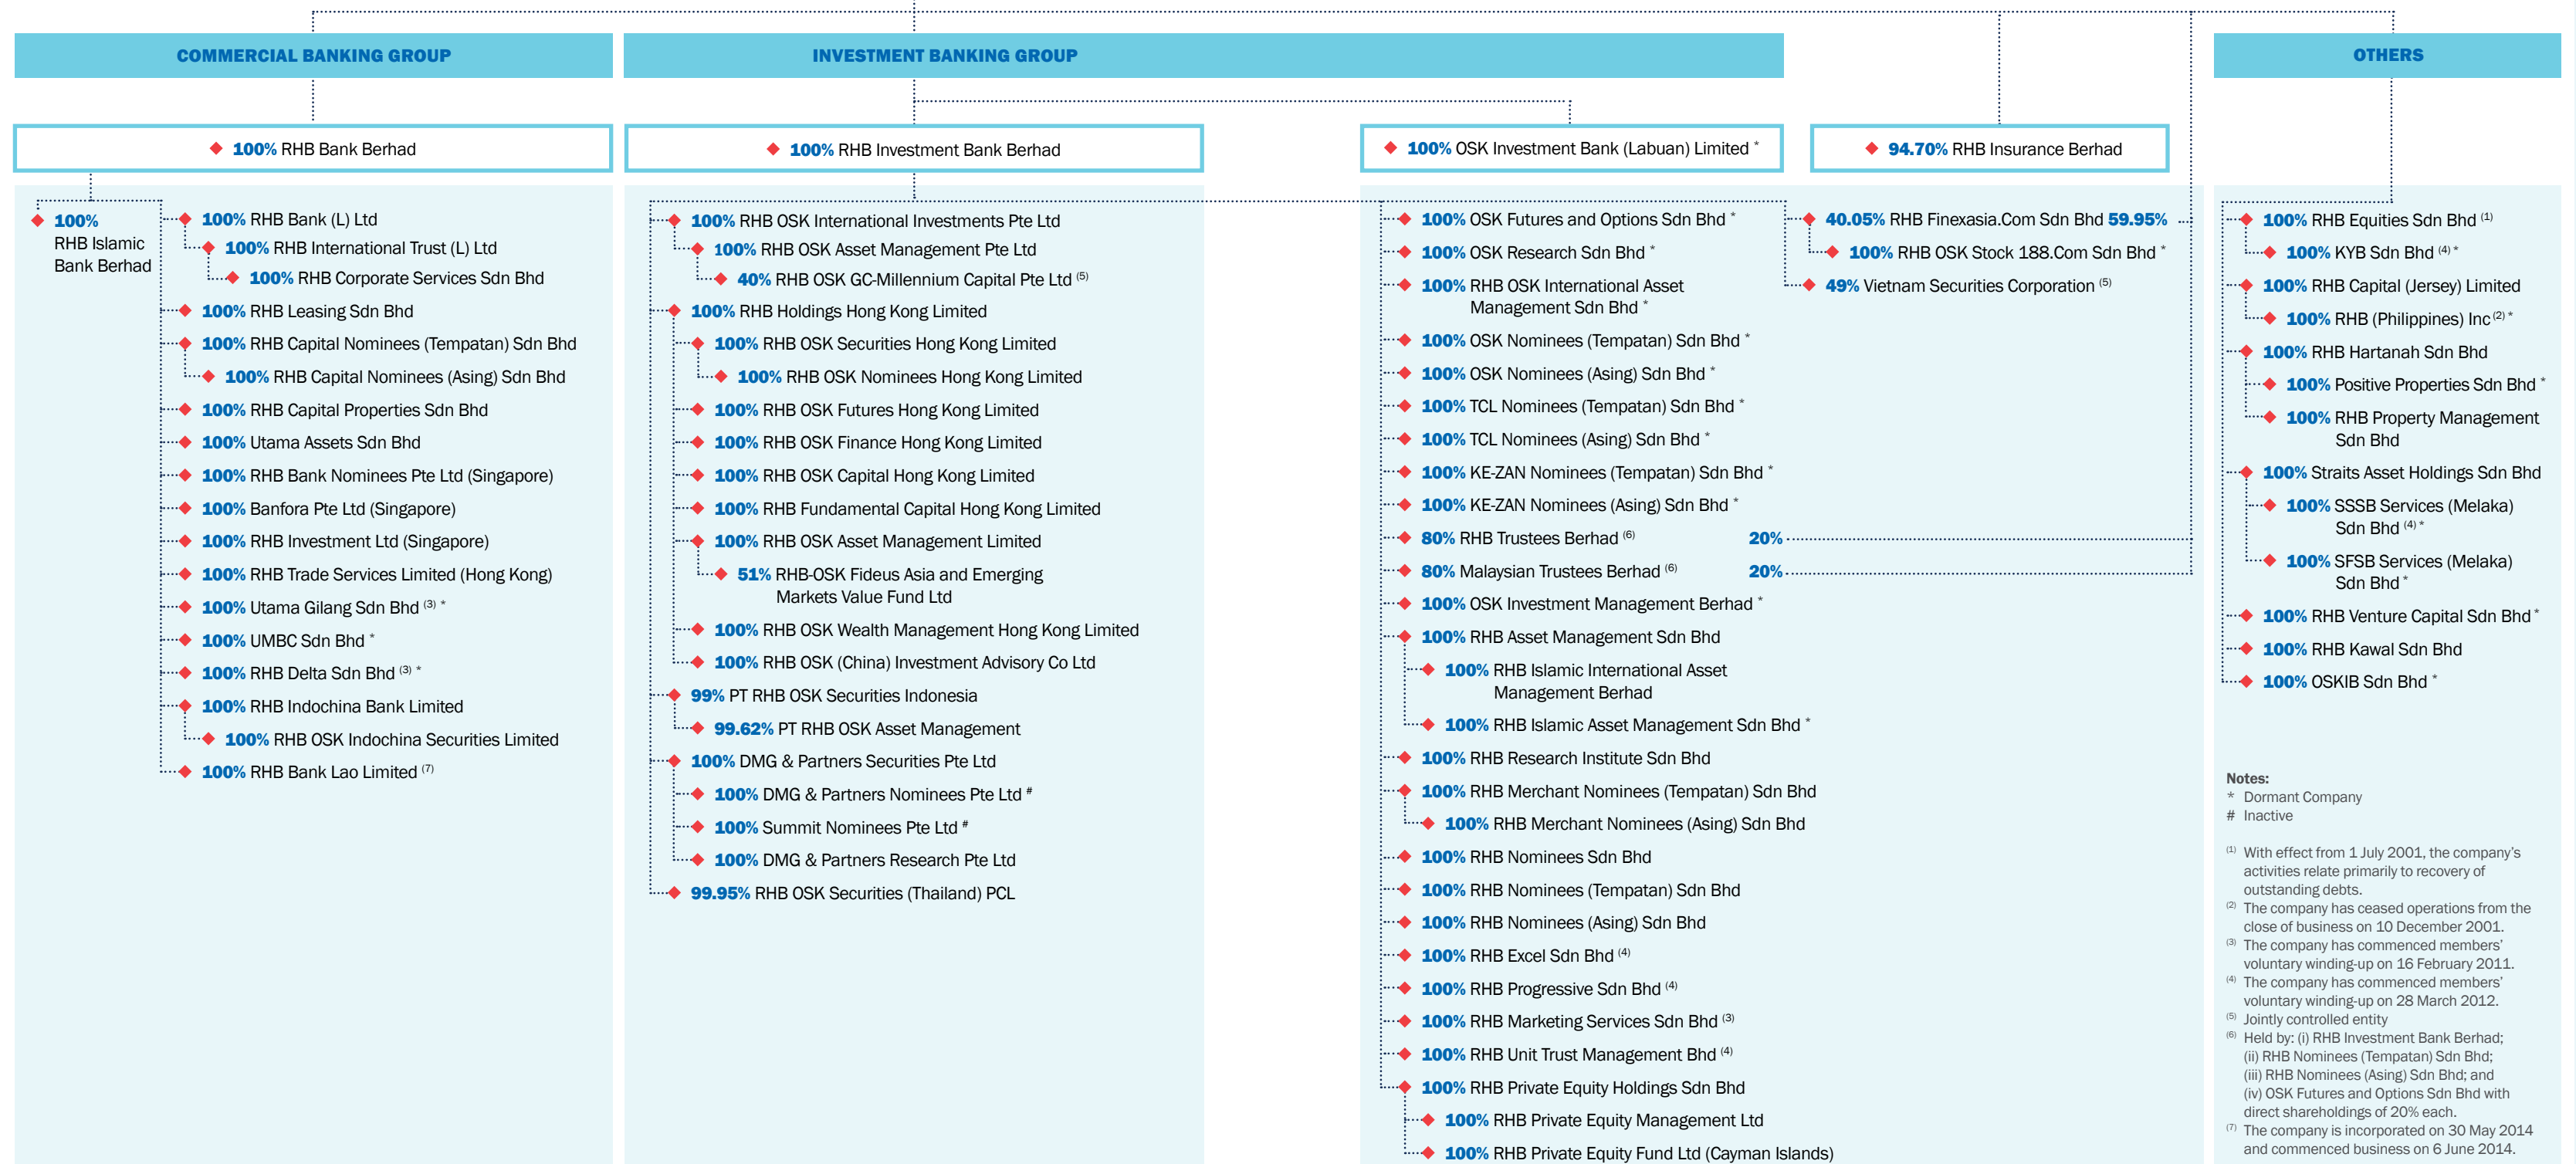 COMMERCIAL BANKING GROUP
INVESTMENT BANKING GROUP
OTHERS
100% RHB Bank Berhad
100% RHB Investment Bank Berhad
100% OSK Investment Bank (Labuan) Limited *
94.70% RHB Insurance Berhad
100%
RHB Islamic
Bank Berhad
100% RHB Bank (L) Ltd
100% RHB International Trust (L) Ltd
100% RHB Corporate Services Sdn Bhd
100% RHB Leasing Sdn Bhd
100% RHB Capital Nominees (Tempatan) Sdn Bhd
100% RHB Capital Nominees (Asing) Sdn Bhd
100% RHB Capital Properties Sdn Bhd
100% Utama Assets Sdn Bhd
100% RHB Bank Nominees Pte Ltd (Singapore)
100% Banfora Pte Ltd (Singapore)
100% RHB Investment Ltd (Singapore)
100% RHB Trade Services Limited (Hong Kong)
100% Utama Gilang Sdn Bhd (3) *
100% UMBC Sdn Bhd *
100% RHB Delta Sdn Bhd (3) *
100% RHB Indochina Bank Limited
100% RHB OSK Indochina Securities Limited
100% RHB Bank Lao Limited (7)
100% RHB OSK International Investments Pte Ltd
100% RHB OSK Asset Management Pte Ltd
40% RHB OSK GC-Millennium Capital Pte Ltd (5)
100% RHB Holdings Hong Kong Limited
100% RHB OSK Securities Hong Kong Limited
100% RHB OSK Nominees Hong Kong Limited
100% RHB OSK Futures Hong Kong Limited
100% RHB OSK Finance Hong Kong Limited
100% RHB OSK Capital Hong Kong Limited
100% RHB Fundamental Capital Hong Kong Limited
100% RHB OSK Asset Management Limited
51% RHB-OSK Fideus Asia and Emerging
Markets Value Fund Ltd
100% RHB OSK Wealth Management Hong Kong Limited
100% RHB OSK (China) Investment Advisory Co Ltd
99% PT RHB OSK Securities Indonesia
99.62% PT RHB OSK Asset Management
100% DMG & Partners Securities Pte Ltd
100% DMG & Partners Nominees Pte Ltd #
100% Summit Nominees Pte Ltd #
100% DMG & Partners Research Pte Ltd
99.95% RHB OSK Securities (Thailand) PCL
100% OSK Futures and Options Sdn Bhd *
100% OSK Research Sdn Bhd *
100% RHB OSK International Asset
Management Sdn Bhd *
100% OSK Nominees (Tempatan) Sdn Bhd *
100% OSK Nominees (Asing) Sdn Bhd *
100% TCL Nominees (Tempatan) Sdn Bhd *
100% TCL Nominees (Asing) Sdn Bhd *
100% KE-ZAN Nominees (Tempatan) Sdn Bhd *
100% KE-ZAN Nominees (Asing) Sdn Bhd *
80% RHB Trustees Berhad (6) 20%
80% Malaysian Trustees Berhad (6) 20%
100% OSK Investment Management Berhad *
100% RHB Asset Management Sdn Bhd
100% RHB Islamic International Asset
Management Berhad
100% RHB Islamic Asset Management Sdn Bhd *
100% RHB Research Institute Sdn Bhd
100% RHB Merchant Nominees (Tempatan) Sdn Bhd
100% RHB Merchant Nominees (Asing) Sdn Bhd
100% RHB Nominees Sdn Bhd
100% RHB Nominees (Tempatan) Sdn Bhd
100% RHB Nominees (Asing) Sdn Bhd
100% RHB Excel Sdn Bhd (4)
100% RHB Progressive Sdn Bhd (4)
100% RHB Marketing Services Sdn Bhd (3)
100% RHB Unit Trust Management Bhd (4)
100% RHB Private Equity Holdings Sdn Bhd
100% RHB Private Equity Management Ltd
100% RHB Private Equity Fund Ltd (Cayman Islands)
40.05% RHB Finexasia.Com Sdn Bhd 59.95%
100% RHB OSK Stock 188.Com Sdn Bhd *
49% Vietnam Securities Corporation (5)
100% RHB Equities Sdn Bhd (1)
100% KYB Sdn Bhd (4) *
100% RHB Capital (Jersey) Limited
100% RHB (Philippines) Inc (2) *
100% RHB Hartanah Sdn Bhd
100% Positive Properties Sdn Bhd *
100% RHB Property Management
Sdn Bhd
100% Straits Asset Holdings Sdn Bhd
100% SSSB Services (Melaka)
Sdn Bhd (4) *
100% SFSB Services (Melaka)
Sdn Bhd *
100% RHB Venture Capital Sdn Bhd *
100% RHB Kawal Sdn Bhd
100% OSKIB Sdn Bhd *
Notes:
* Dormant Company
# Inactive
(1) With effect from 1 July 2001, the company's
activities relate primarily to recovery of
outstanding debts.
(2) The company has ceased operations from the
close of business on 10 December 2001.
(3) The company has commenced members'
voluntary winding-up on 16 February 2011.
(4) The company has commenced members'
voluntary winding-up on 28 March 2012.
(5) Jointly controlled entity
(6) Held by: (i) RHB Investment Bank Berhad;
(ii) RHB Nominees (Tempatan) Sdn Bhd;
(iii) RHB Nominees (Asing) Sdn Bhd; and
(iv) OSK Futures and Options Sdn Bhd with
direct shareholdings of 20% each.
(7) The company is incorporated on 30 May 2014
and commenced business on 6 June 2014.